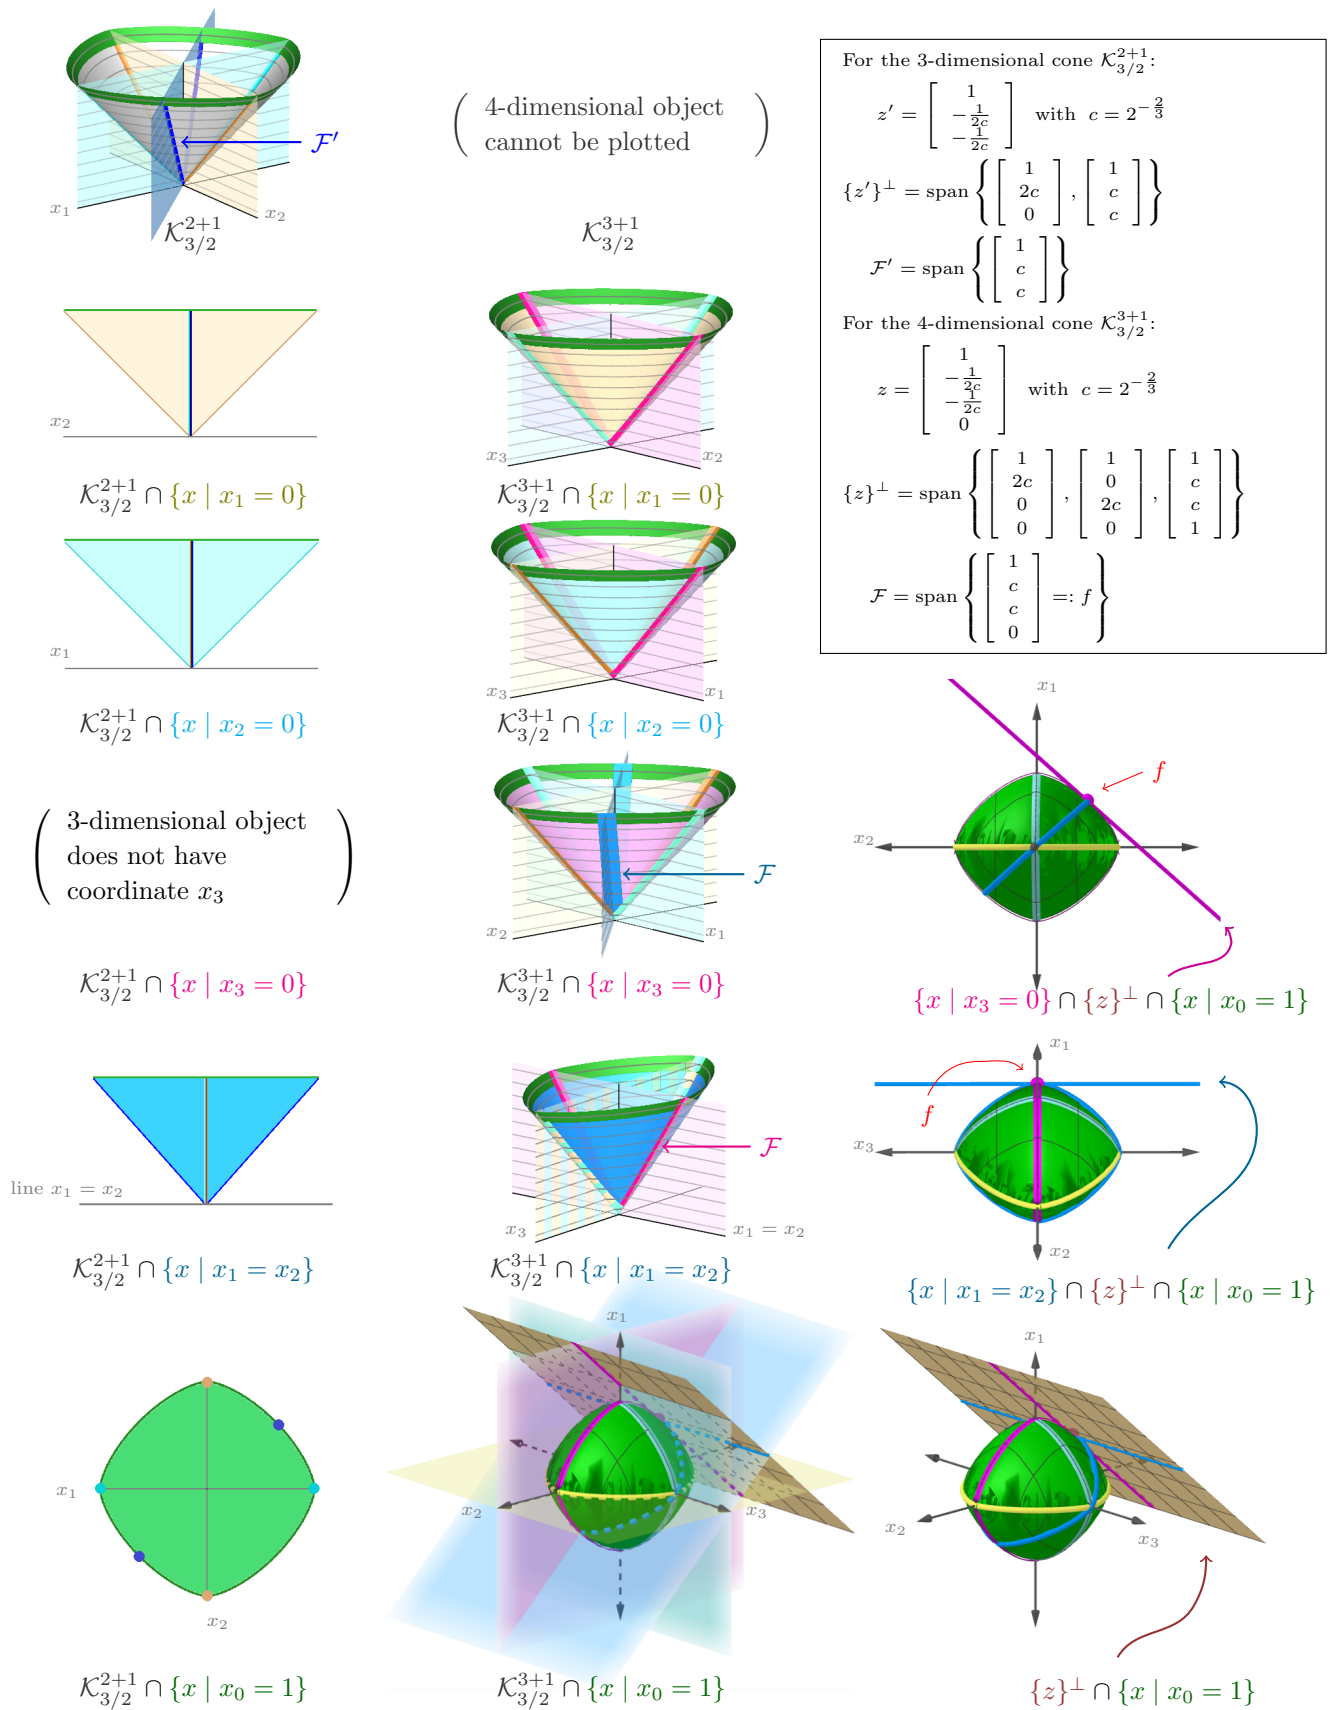 𝓕′
x₁
x₂
𝒦^{2+1}_{3/2}
( 4-dimensional object
cannot be plotted )
𝒦^{3+1}_{3/2}
For the 3-dimensional cone 𝒦^{2+1}_{3/2}:
z′ = [ 1 ; −1/2c ; −1/2c ] with c = 2^{−2/3}
{z′}^⊥ = span { [ 1 ; 2c ; 0 ] , [ 1 ; c ; c ] }
𝓕′ = span { [ 1 ; c ; c ] }
For the 4-dimensional cone 𝒦^{3+1}_{3/2}:
z = [ 1 ; −1/2c ; −1/2c ; 0 ] with c = 2^{−2/3}
{z}^⊥ = span { [ 1 ; 2c ; 0 ; 0 ] , [ 1 ; 0 ; 2c ; 0 ] , [ 1 ; c ; c ; 1 ] }
𝓕 = span { [ 1 ; c ; c ; 0 ] =: f }
x₂
𝒦^{2+1}_{3/2} ∩ {x | x₁ = 0}
x₃
x₂
𝒦^{3+1}_{3/2} ∩ {x | x₁ = 0}
x₁
𝒦^{2+1}_{3/2} ∩ {x | x₂ = 0}
x₃
x₁
𝒦^{3+1}_{3/2} ∩ {x | x₂ = 0}
( 3-dimensional object
does not have
coordinate x₃ )
𝒦^{2+1}_{3/2} ∩ {x | x₃ = 0}
𝓕
x₂
x₁
𝒦^{3+1}_{3/2} ∩ {x | x₃ = 0}
x₁
f
x₂
{x | x₃ = 0} ∩ {z}^⊥ ∩ {x | x₀ = 1}
line x₁ = x₂
𝒦^{2+1}_{3/2} ∩ {x | x₁ = x₂}
𝓕
x₃
x₁ = x₂
𝒦^{3+1}_{3/2} ∩ {x | x₁ = x₂}
x₁
f
x₃
x₂
{x | x₁ = x₂} ∩ {z}^⊥ ∩ {x | x₀ = 1}
x₁
x₂
𝒦^{2+1}_{3/2} ∩ {x | x₀ = 1}
x₁
x₂
x₃
𝒦^{3+1}_{3/2} ∩ {x | x₀ = 1}
x₁
x₂
x₃
{z}^⊥ ∩ {x | x₀ = 1}